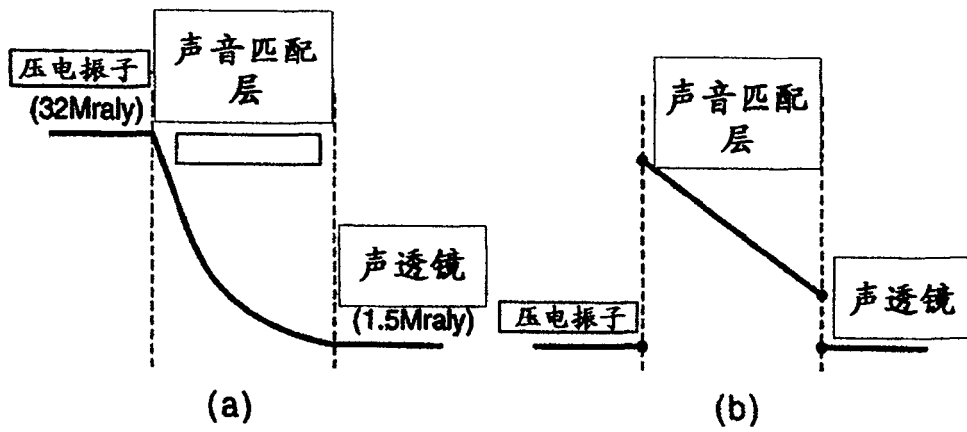 压电振子
(32Mraly)
声音匹配
层
声透镜
(1.5Mraly)
(a)
压电振子
声音匹配
层
声透镜
(b)